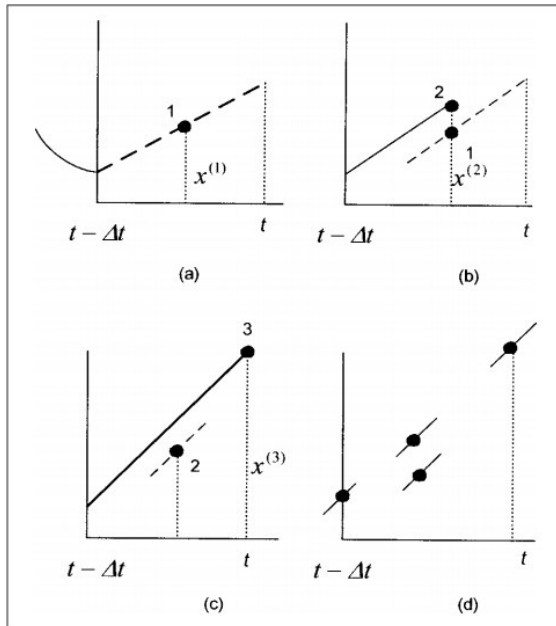 1
x⁽¹⁾
t − Δt
t
(a)
2
1
x⁽²⁾
t − Δt
t
(b)
3
2
x⁽³⁾
t − Δt
t
(c)
t − Δt
t
(d)